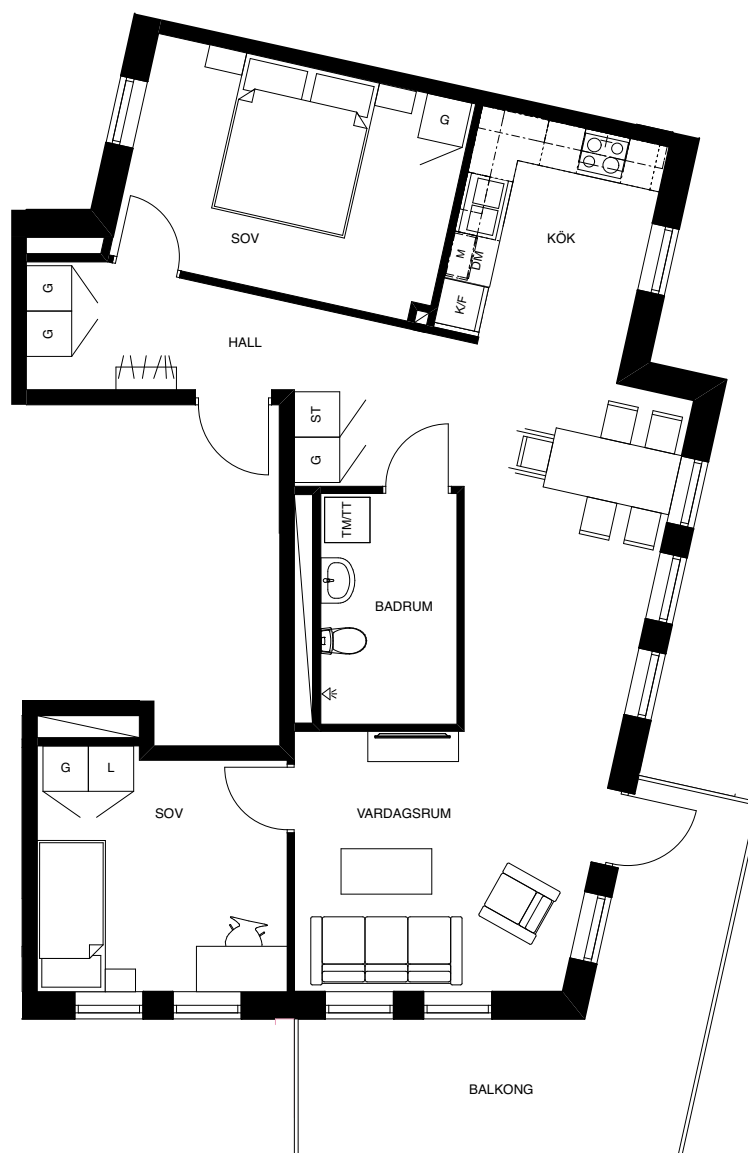 G
SOV
KÖK
M
DM
K/F
G
G
HALL
ST
G
TM/TT
BADRUM
G L
SOV
VARDAGSRUM
BALKONG